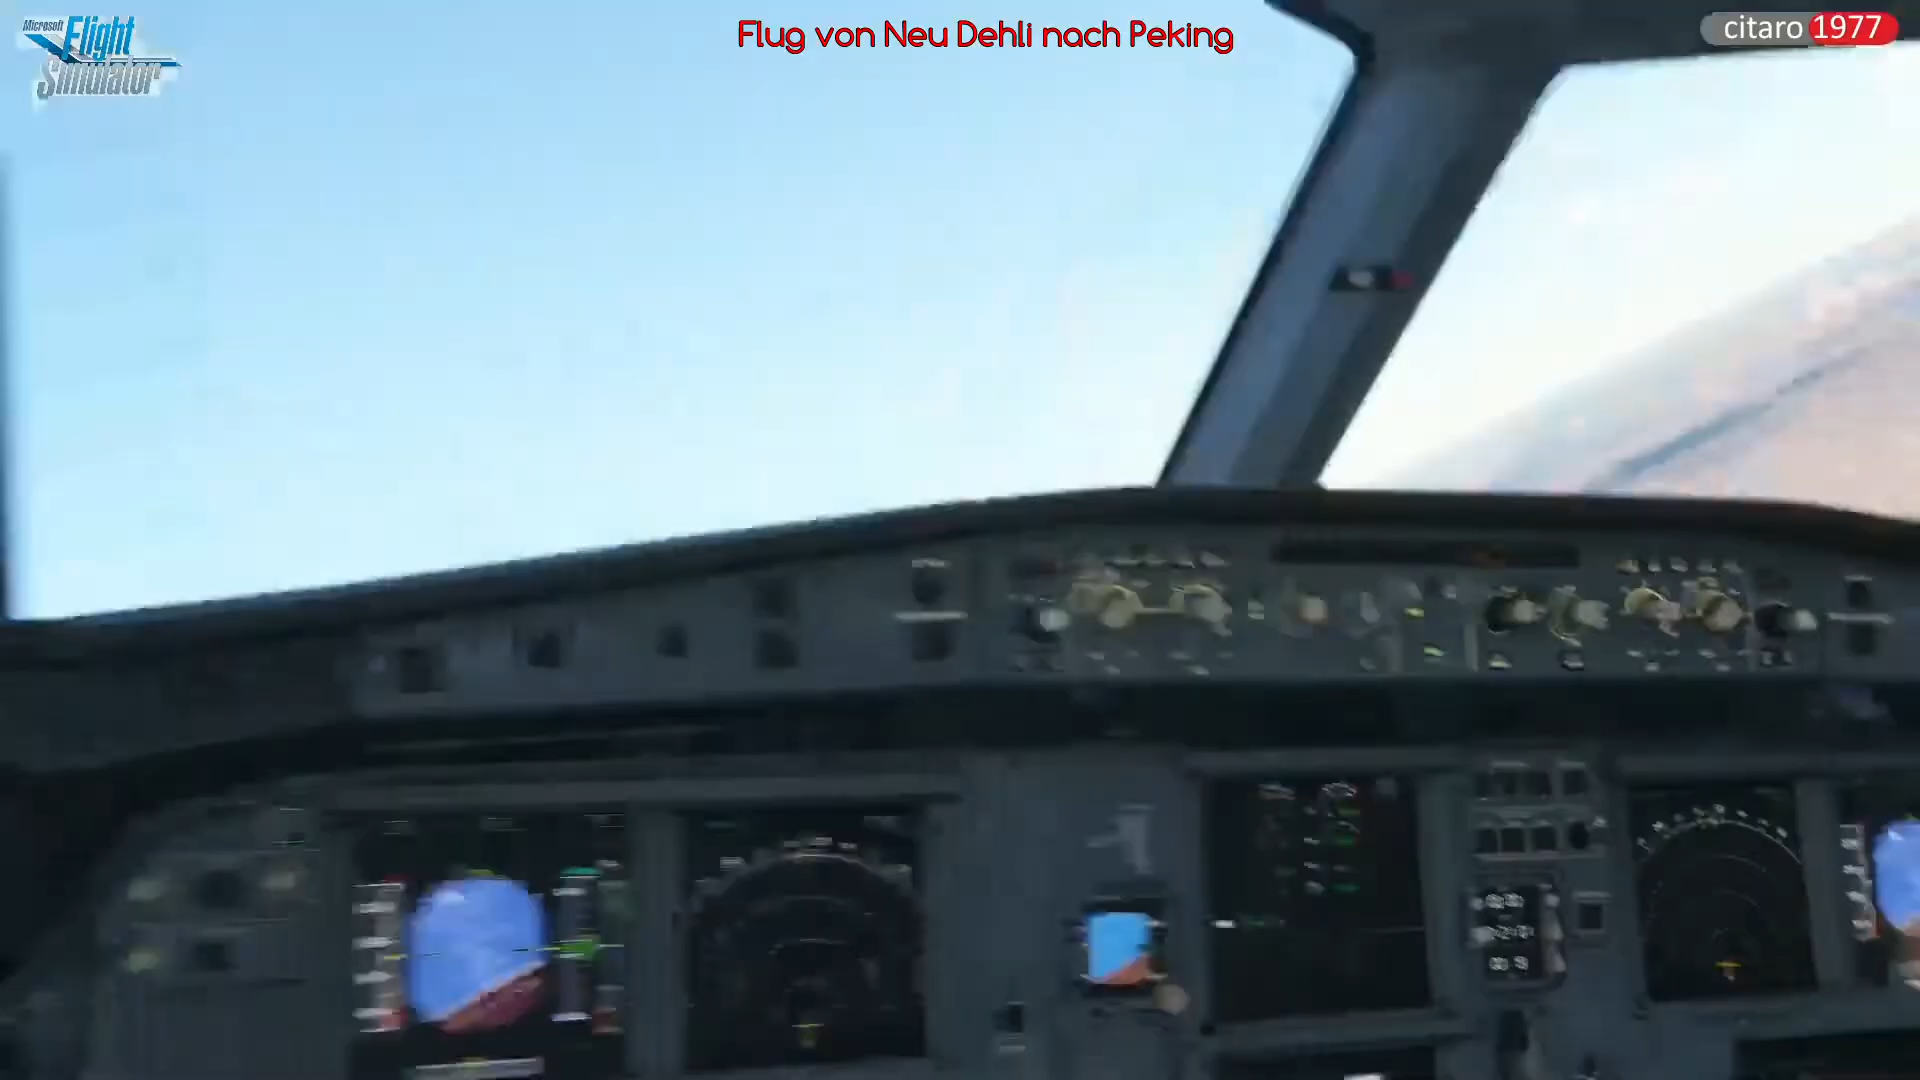 Microsoft Flight Simulator
Flug von Neu Dehli nach Peking
citaro 1977